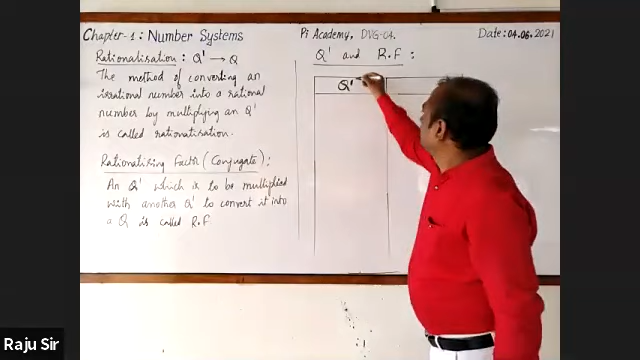 Chapter-1: Number Systems
Pi Academy, DVG-04.
Date: 04.06.2021
Rationalisation : Q' → Q
The method of converting an
irrational number into a rational
number by multiplying an Q'
is called rationalisation.
Rationalising Factor (Conjugate) :
An Q' which is to be multiplied
with another Q' to convert it into
a Q is called R.F
Q' and R.F :
Q'
Raju Sir